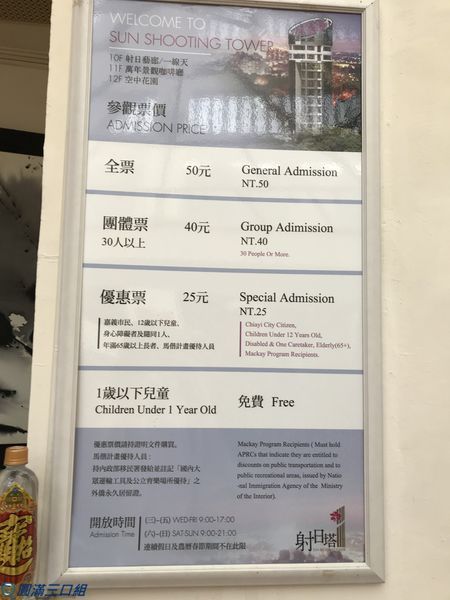 WELCOME TO
SUN SHOOTING TOWER
10F 射日藝廊/一線天
11F 萬年景觀咖啡廳
12F 空中花園
參觀票價
ADMISSION PRICE
全票 50元 General Admission
NT.50
團體票 40元 Group Adimission
30人以上 NT.40
30 People Or More.
優惠票 25元 Special Admission
NT.25
嘉義市民、12歲以下兒童、
身心障礙者及隨同1人、
年滿65歲以上長者、馬偕計畫優待人員
Chiayi City Citizen,
Children Under 12 Years Old,
Disabled & One Caretaker, Elderly(65+),
Mackay Program Recipients.
1歲以下兒童 免費 Free
Children Under 1 Year Old
優惠票價請持證明文件購買。
馬偕計畫優待人員:
持內政部移民署發給並註記「國內大
眾運輸工具及公立育樂場所優待」之
外僑永久居留證。
Mackay Program Recipients ( Must hold
APRCs that indicate they are entitled to
discounts on public transportation and to
public recreational areas, issued by Natio
-nal Immigration Agency of the Ministry
of the Interior).
開放時間 (三)~(五) WED-FRI 9:00-17:00
Admission Time (六)~(日) SAT-SUN 9:00-21:00
連續假日及農曆春節期間不在此限
射日塔
圓滿三口組